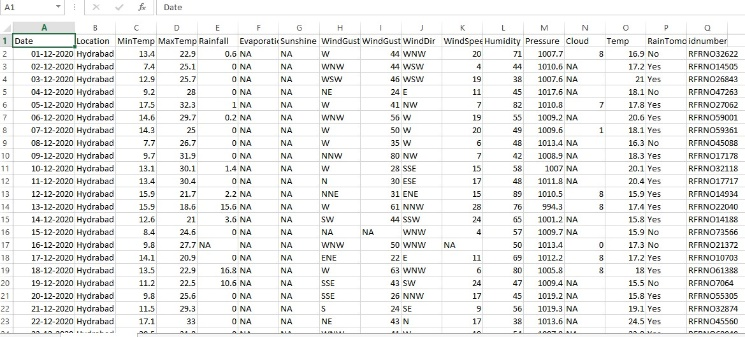 A1 fx Date
A B C D E F G H I J K L M N O P Q
1 Date Location MinTemp MaxTemp Rainfall Evaporati Sunshine WindGust WindGust WindDir WindSpee Humidity Pressure Cloud Temp RainTomo idnumber
2 01-12-2020 Hydrabad 13.4 22.9 0.6 NA NA W 44 WNW 20 71 1007.7 8 16.9 No RFRNO32622
3 02-12-2020 Hydrabad 7.4 25.1 0 NA NA WNW 44 WSW 4 44 1010.6 NA 17.2 Yes RFRNO14505
4 03-12-2020 Hydrabad 12.9 25.7 0 NA NA WSW 46 WSW 19 38 1007.6 NA 21 Yes RFRNO26843
5 04-12-2020 Hydrabad 9.2 28 0 NA NA NE 24 E 11 45 1017.6 NA 18.1 No RFRNO47263
6 05-12-2020 Hydrabad 17.5 32.3 1 NA NA W 41 NW 7 82 1010.8 7 17.8 Yes RFRNO27062
7 06-12-2020 Hydrabad 14.6 29.7 0.2 NA NA WNW 56 W 19 55 1009.2 NA 20.6 Yes RFRNO59001
8 07-12-2020 Hydrabad 14.3 25 0 NA NA W 50 W 20 49 1009.6 1 18.1 Yes RFRNO59361
9 08-12-2020 Hydrabad 7.7 26.7 0 NA NA W 35 W 6 48 1013.4 NA 16.3 No RFRNO45088
10 09-12-2020 Hydrabad 9.7 31.9 0 NA NA NNW 80 NW 7 42 1008.9 NA 18.3 Yes RFRNO17178
11 10-12-2020 Hydrabad 13.1 30.1 1.4 NA NA W 28 SSE 15 58 1007 NA 20.1 Yes RFRNO32118
12 11-12-2020 Hydrabad 13.4 30.4 0 NA NA N 30 ESE 17 48 1011.8 NA 20.4 Yes RFRNO17717
13 12-12-2020 Hydrabad 15.9 21.7 2.2 NA NA NNE 31 ENE 15 89 1010.5 8 15.9 Yes RFRNO14934
14 13-12-2020 Hydrabad 15.9 18.6 15.6 NA NA W 61 NNW 28 76 994.3 8 17.4 Yes RFRNO22040
15 14-12-2020 Hydrabad 12.6 21 3.6 NA NA SW 44 SSW 24 65 1001.2 NA 15.8 Yes RFRNO14188
16 15-12-2020 Hydrabad 8.4 24.6 0 NA NA NA NA WNW 4 57 1009.7 NA 15.9 No RFRNO73566
17 16-12-2020 Hydrabad 9.8 27.7 NA NA NA WNW 50 WNW NA 50 1013.4 0 17.3 No RFRNO21372
18 17-12-2020 Hydrabad 14.1 20.9 0 NA NA ENE 22 E 11 69 1012.2 8 17.2 Yes RFRNO10703
19 18-12-2020 Hydrabad 13.5 22.9 16.8 NA NA W 63 WNW 6 80 1005.8 8 18 Yes RFRNO61388
20 19-12-2020 Hydrabad 11.2 22.5 10.6 NA NA SSE 43 SW 24 47 1009.4 NA 15.5 No RFRNO7064
21 20-12-2020 Hydrabad 9.8 25.6 0 NA NA SSE 26 NNW 17 45 1019.2 NA 15.8 Yes RFRNO55305
22 21-12-2020 Hydrabad 11.5 29.3 0 NA NA S 24 SE 9 56 1019.3 NA 19.1 Yes RFRNO32874
23 22-12-2020 Hydrabad 17.1 33 0 NA NA NE 43 N 17 38 1013.6 NA 24.5 Yes RFRNO45560